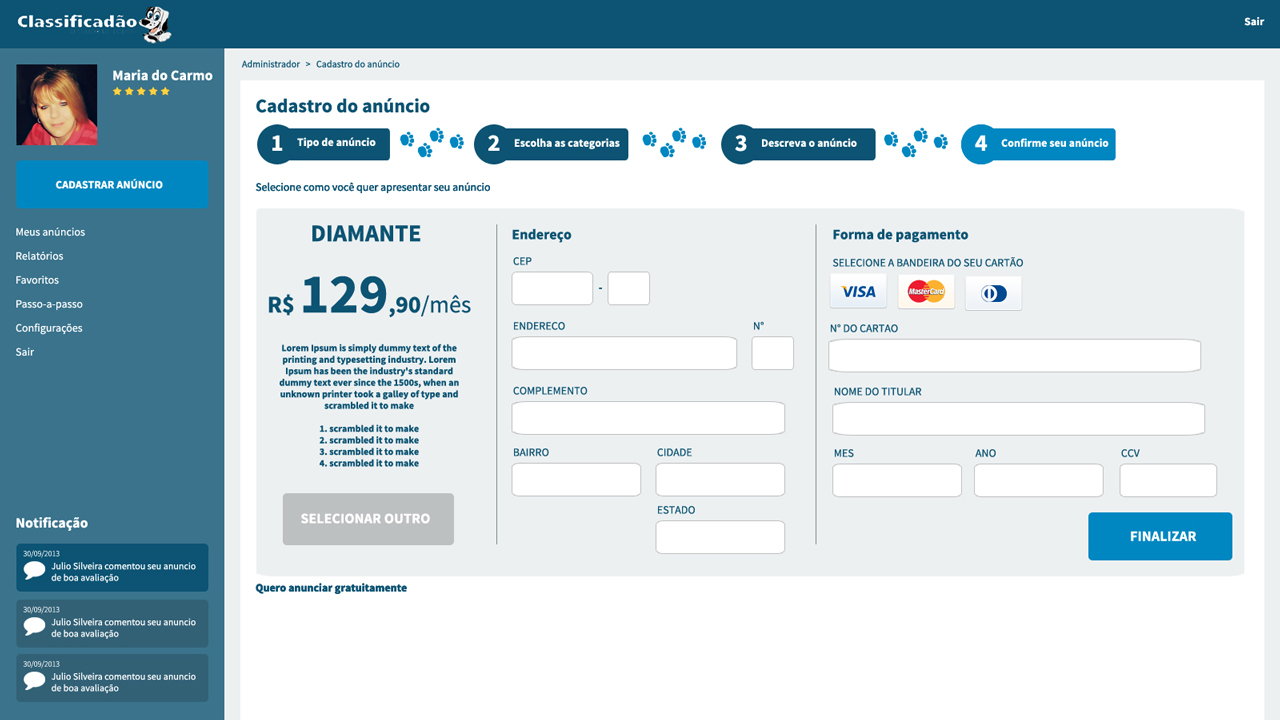 Classificadão
Sair
Maria do Carmo
CADASTRAR ANÚNCIO
Meus anúncios
Relatórios
Favoritos
Passo-a-passo
Configurações
Sair
Notificação
30/09/2013
Julio Silveira comentou seu anuncio
de boa avaliação
30/09/2013
Julio Silveira comentou seu anuncio
de boa avaliação
30/09/2013
Julio Silveira comentou seu anuncio
de boa avaliação
Administrador > Cadastro do anúncio
Cadastro do anúncio
1 Tipo de anúncio
2 Escolha as categorias
3 Descreva o anúncio
4 Confirme seu anúncio
Selecione como você quer apresentar seu anúncio
DIAMANTE
R$ 129,90/mês
Lorem Ipsum is simply dummy text of the
printing and typesetting industry. Lorem
Ipsum has been the industry's standard
dummy text ever since the 1500s, when an
unknown printer took a galley of type and
scrambled it to make
1. scrambled it to make
2. scrambled it to make
3. scrambled it to make
4. scrambled it to make
SELECIONAR OUTRO
Endereço
CEP
-
ENDERECO N°
COMPLEMENTO
BAIRRO CIDADE
ESTADO
Forma de pagamento
SELECIONE A BANDEIRA DO SEU CARTÃO
VISA MasterCard
N° DO CARTAO
NOME DO TITULAR
MES ANO CCV
FINALIZAR
Quero anunciar gratuitamente